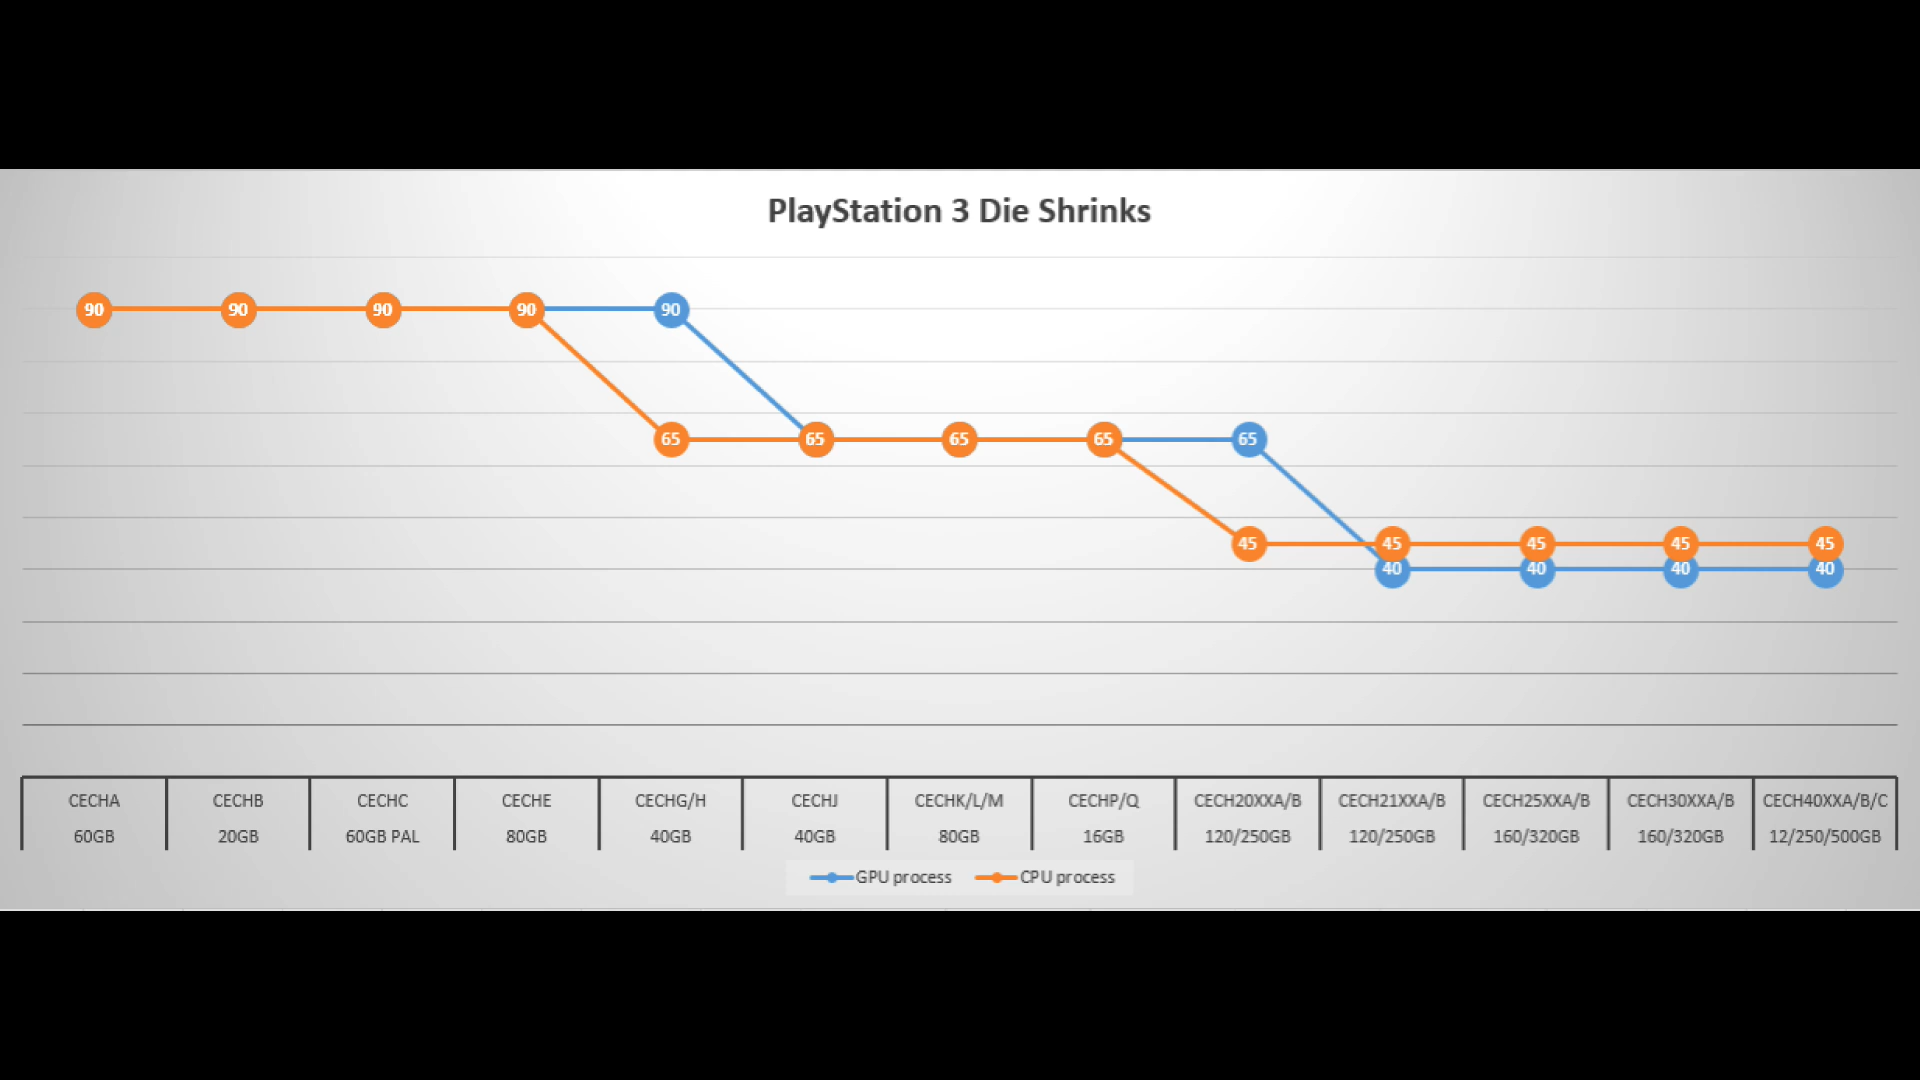 PlayStation 3 Die Shrinks
90 90 90 90 90
65 65 65 65 65
45 45 45 45 45
40 40 40 40
CECHA CECHB CECHC CECHE CECHG/H CECHJ CECHK/L/M CECHP/Q CECH20XXA/B CECH21XXA/B CECH25XXA/B CECH30XXA/B CECH40XXA/B/C
60GB 20GB 60GB PAL 80GB 40GB 40GB 80GB 16GB 120/250GB 120/250GB 160/320GB 160/320GB 12/250/500GB
GPU process CPU process